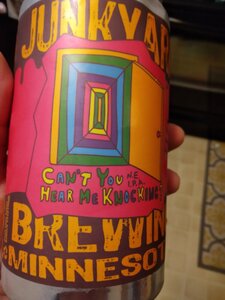 JUNKYAR
CAN'T YOU N.E.
I.P.A.
HEAR ME KNOCKING?
BREWIN
MINNESOT